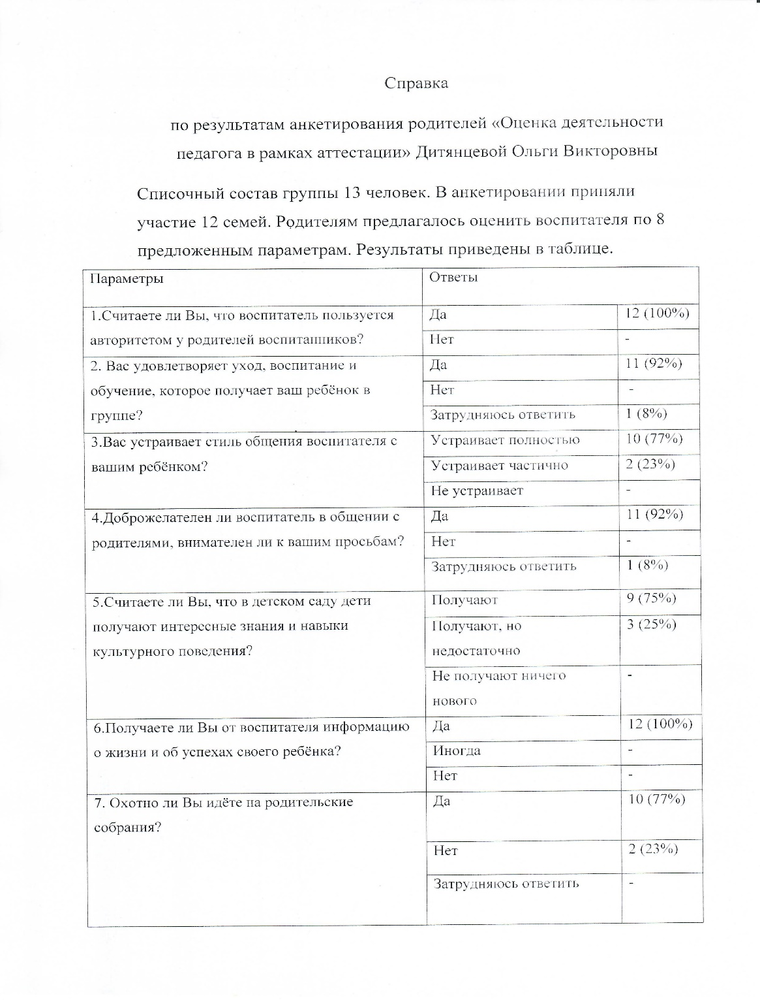 Справка
по результатам анкетирования родителей «Оценка деятельности
педагога в рамках аттестации» Дитянцевой Ольги Викторовны
Списочный состав группы 13 человек. В анкетировании приняли
участие 12 семей. Родителям предлагалось оценить воспитателя по 8
предложенным параметрам. Результаты приведены в таблице.
Параметры
Ответы
1.Считаете ли Вы, что воспитатель пользуется
авторитетом у родителей воспитанников?
Да
12 (100%)
Нет
-
2. Вас удовлетворяет уход, воспитание и
обучение, которое получает ваш ребёнок в
группе?
Да
11 (92%)
Нет
-
Затрудняюсь ответить
1 (8%)
3.Вас устраивает стиль общения воспитателя с
вашим ребёнком?
Устраивает полностью
10 (77%)
Устраивает частично
2 (23%)
Не устраивает
-
4.Доброжелателен ли воспитатель в общении с
родителями, внимателен ли к вашим просьбам?
Да
11 (92%)
Нет
-
Затрудняюсь ответить
1 (8%)
5.Считаете ли Вы, что в детском саду дети
получают интересные знания и навыки
культурного поведения?
Получают
9 (75%)
Получают, но
недостаточно
3 (25%)
Не получают ничего
нового
-
6.Получаете ли Вы от воспитателя информацию
о жизни и об успехах своего ребёнка?
Да
12 (100%)
Иногда
-
Нет
-
7. Охотно ли Вы идёте на родительские
собрания?
Да
10 (77%)
Нет
2 (23%)
Затрудняюсь ответить
-